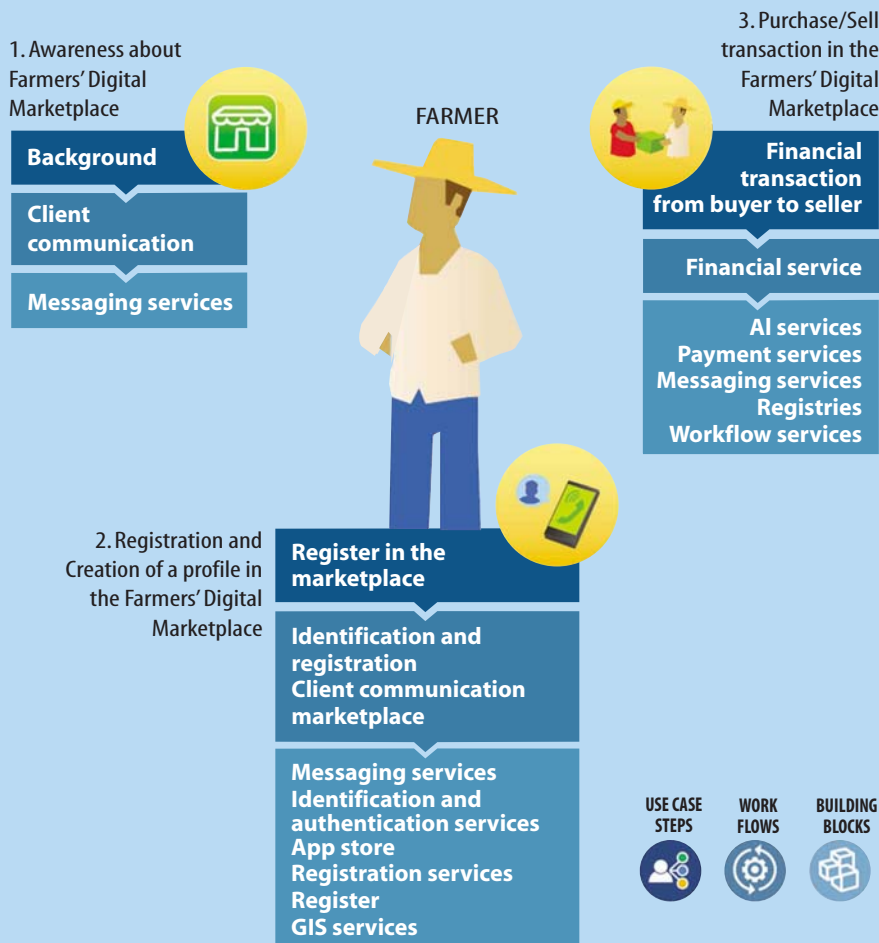 1. Awareness about
Farmers’ Digital
Marketplace
Background
Client
communication
Messaging services
FARMER
3. Purchase/Sell
transaction in the
Farmers’ Digital
Marketplace
Financial
transaction
from buyer to seller
Financial service
AI services
Payment services
Messaging services
Registries
Workflow services
2. Registration and
Creation of a profile in
the Farmers’ Digital
Marketplace
Register in the
marketplace
Identification and
registration
Client communication
marketplace
Messaging services
Identification and
authentication services
App store
Registration services
Register
GIS services
USE CASE
STEPS
WORK
FLOWS
BUILDING
BLOCKS